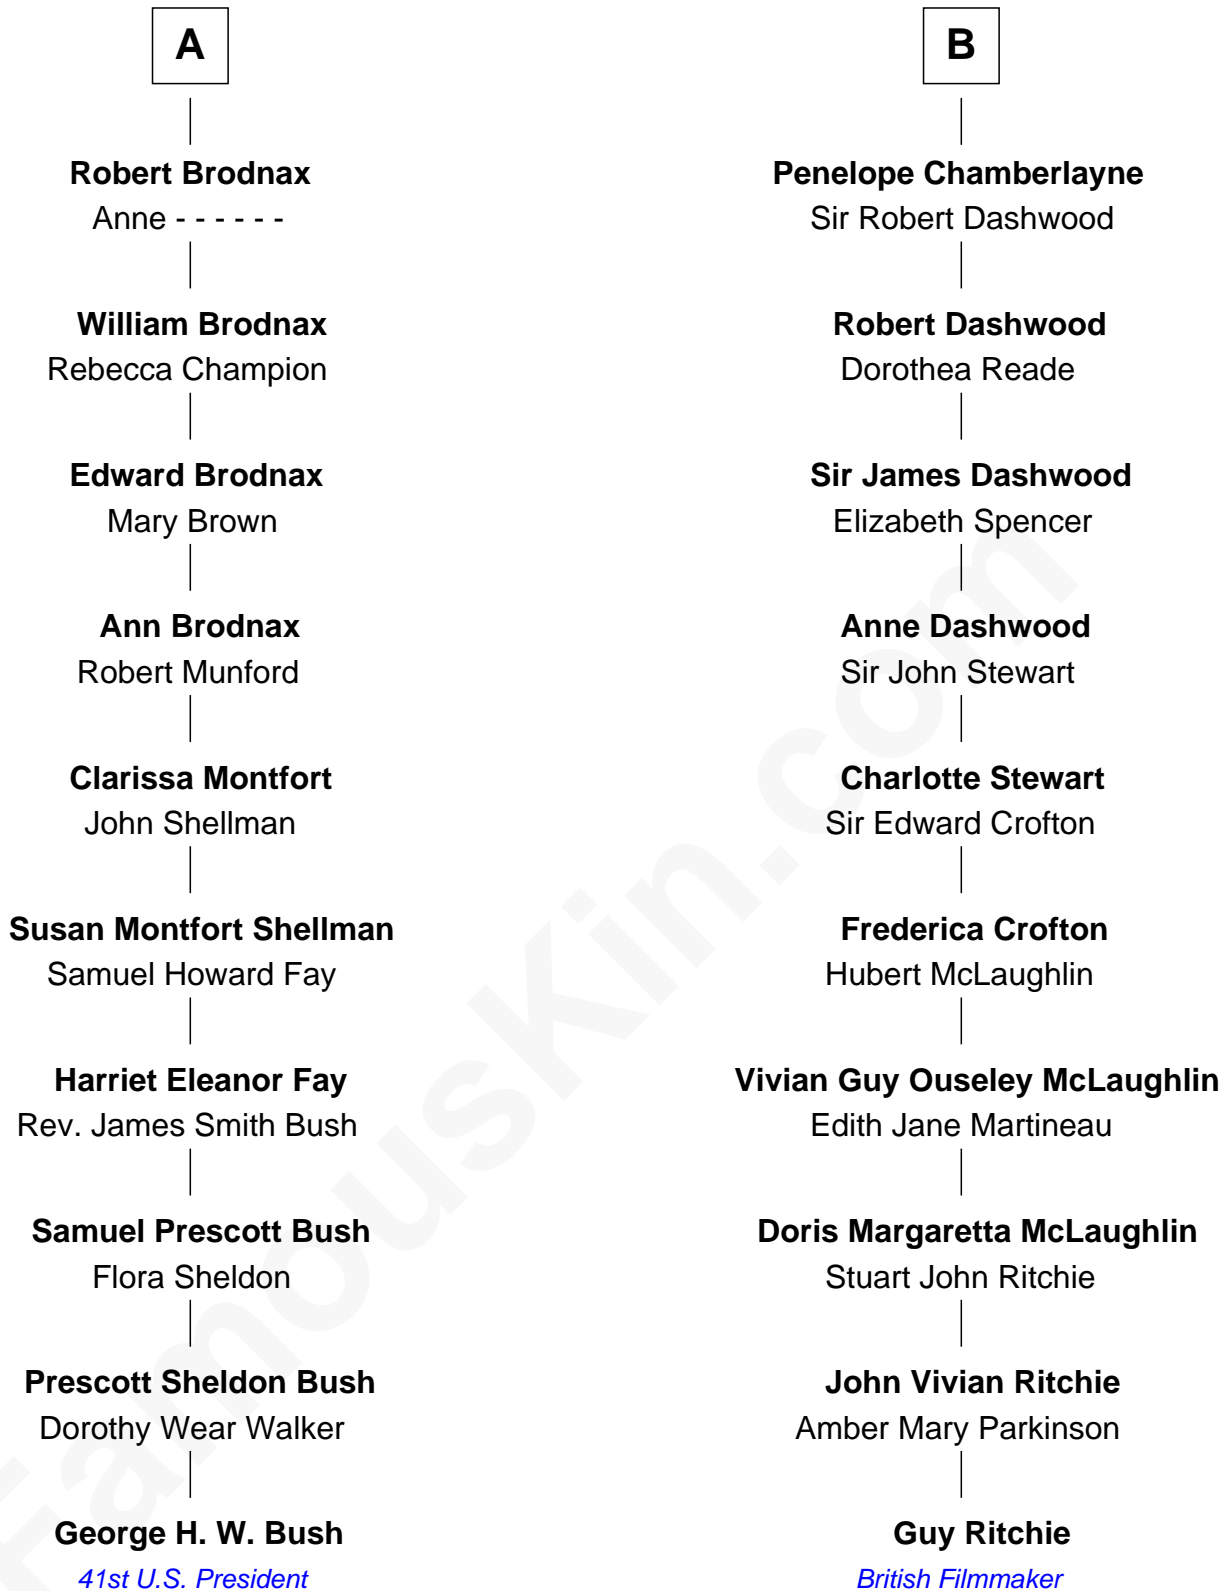 A
Robert Brodnax
Anne - - - - - -
William Brodnax
Rebecca Champion
Edward Brodnax
Mary Brown
Ann Brodnax
Robert Munford
Clarissa Montfort
John Shellman
Susan Montfort Shellman
Samuel Howard Fay
Harriet Eleanor Fay
Rev. James Smith Bush
Samuel Prescott Bush
Flora Sheldon
Prescott Sheldon Bush
Dorothy Wear Walker
George H. W. Bush
41st U.S. President
B
Penelope Chamberlayne
Sir Robert Dashwood
Robert Dashwood
Dorothea Reade
Sir James Dashwood
Elizabeth Spencer
Anne Dashwood
Sir John Stewart
Charlotte Stewart
Sir Edward Crofton
Frederica Crofton
Hubert McLaughlin
Vivian Guy Ouseley McLaughlin
Edith Jane Martineau
Doris Margaretta McLaughlin
Stuart John Ritchie
John Vivian Ritchie
Amber Mary Parkinson
Guy Ritchie
British Filmmaker
FamousKin.com